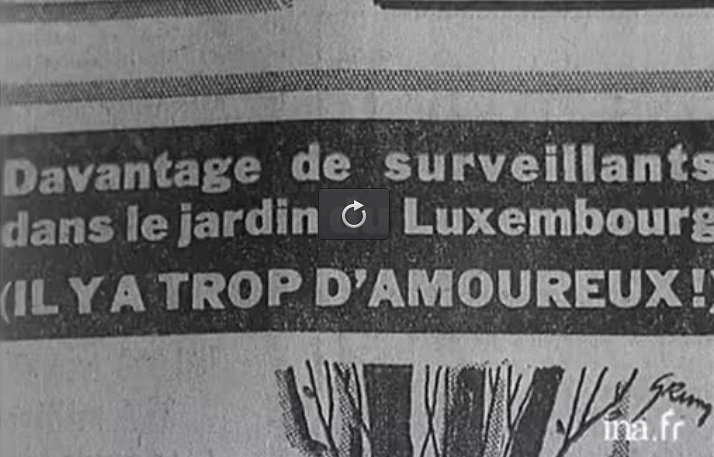 Davantage de surveillants
dans le jardin Luxembourg
(IL Y A TROP D'AMOUREUX !)
ina.fr